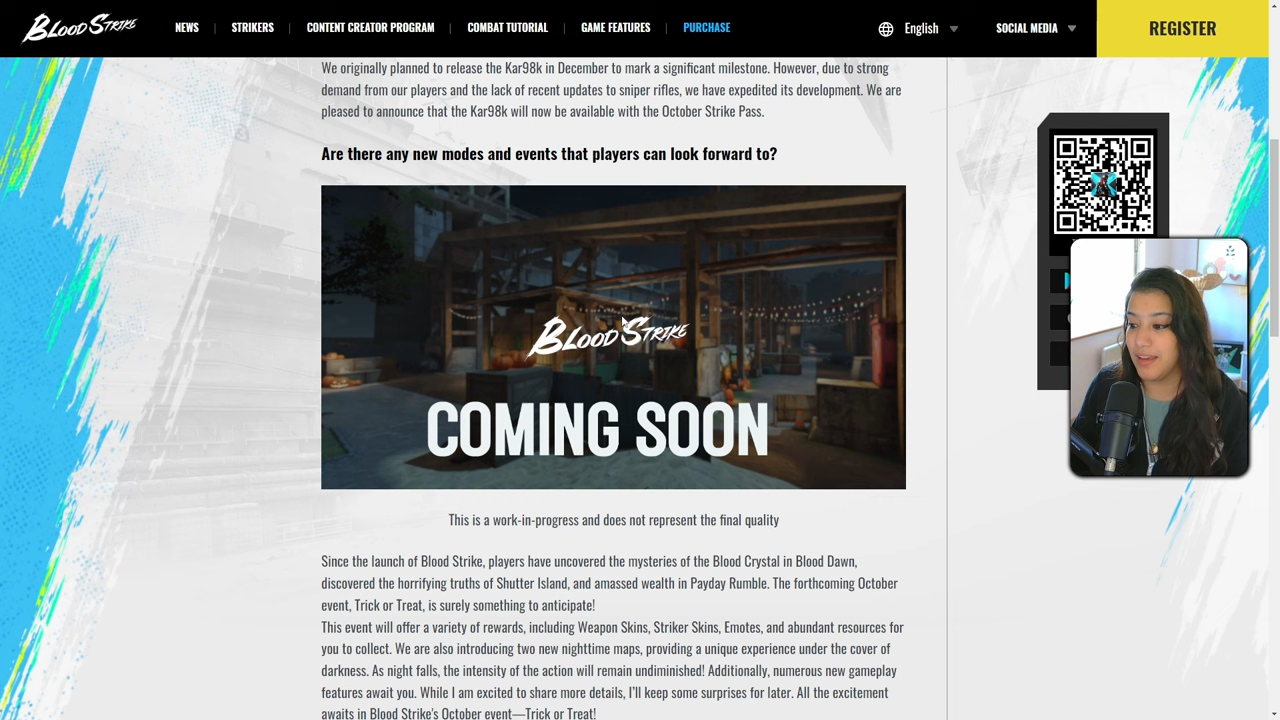 BLOOD STRIKE
NEWS
STRIKERS
CONTENT CREATOR PROGRAM
COMBAT TUTORIAL
GAME FEATURES
PURCHASE
English
SOCIAL MEDIA
REGISTER
We originally planned to release the Kar98k in December to mark a significant milestone. However, due to strong
demand from our players and the lack of recent updates to sniper rifles, we have expedited its development. We are
pleased to announce that the Kar98k will now be available with the October Strike Pass.
Are there any new modes and events that players can look forward to?
BLOOD STRIKE
COMING SOON
This is a work-in-progress and does not represent the final quality
Since the launch of Blood Strike, players have uncovered the mysteries of the Blood Crystal in Blood Dawn,
discovered the horrifying truths of Shutter Island, and amassed wealth in Payday Rumble. The forthcoming October
event, Trick or Treat, is surely something to anticipate!
This event will offer a variety of rewards, including Weapon Skins, Striker Skins, Emotes, and abundant resources for
you to collect. We are also introducing two new nighttime maps, providing a unique experience under the cover of
darkness. As night falls, the intensity of the action will remain undiminished! Additionally, numerous new gameplay
features await you. While I am excited to share more details, I'll keep some surprises for later. All the excitement
awaits in Blood Strike's October event—Trick or Treat!